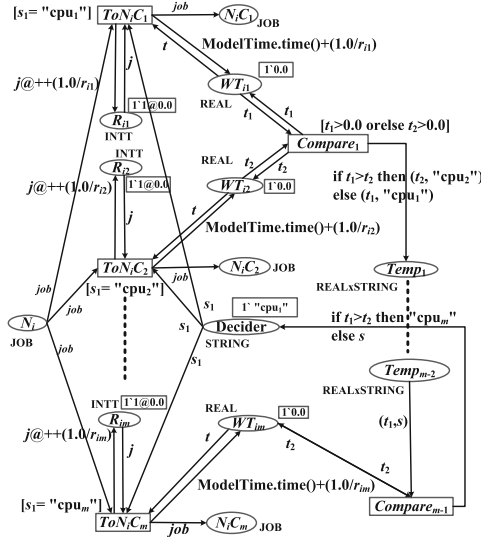 [s₁= "cpu₁"]
ToNᵢC₁
job
NᵢC₁
JOB
t
ModelTime.time()+(1.0/rᵢ₁)
j@++(1.0/rᵢ₁)
j
WTᵢ₁
1`0.0
REAL
1`1@0.0
Rᵢ₁
INTT
t₁
t₁
[t₁>0.0 orelse t₂>0.0]
Compare₁
INTT
Rᵢ₂
1`1@0.0
REAL
t₂
t₂
WTᵢ₂
1`0.0
if t₁>t₂ then (t₂, "cpu₂")
else (t₁, "cpu₁")
j@++(1.0/rᵢ₂)
j
ModelTime.time()+(1.0/rᵢ₂)
ToNᵢC₂
job
NᵢC₂
JOB
Temp₁
REALxSTRING
[s₁= "cpu₂"]
job
job
job
Nᵢ
JOB
s₁
s₁
s₁
1` "cpu₁"
Decider
STRING
if t₁>t₂ then "cpuₘ"
else s
Tempₘ₋₂
REALxSTRING
INTT
1`1@0.0
Rᵢₘ
REAL
WTᵢₘ
1`0.0
j@++(1.0/rᵢₘ)
j
t
t₂
(t₁,s)
t₂
ModelTime.time()+(1.0/rᵢₘ)
[s₁= "cpuₘ"]
ToNᵢCₘ
job
NᵢCₘ
JOB
Compareₘ₋₁